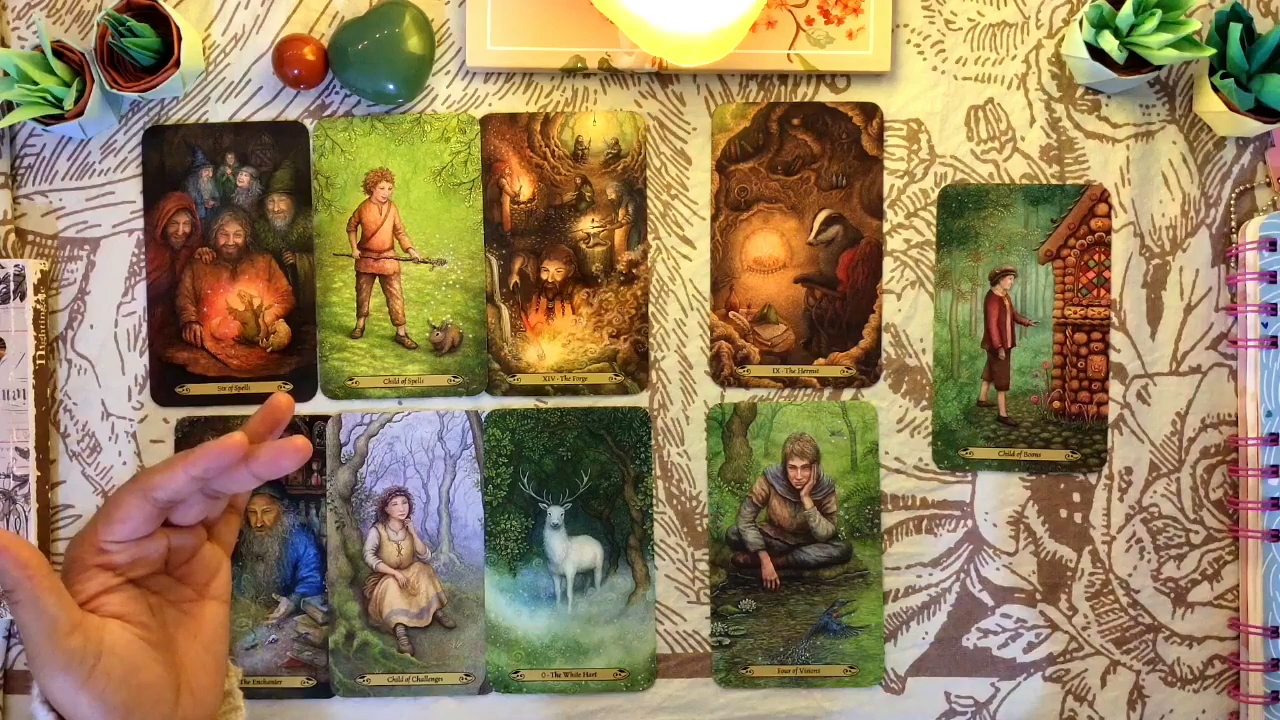 Six of Spells
Child of Spells
XIV · The Forge
IX · The Hermit
Child of Boons
The Enchanter
Child of Challenges
0 · The White Hart
Four of Visions